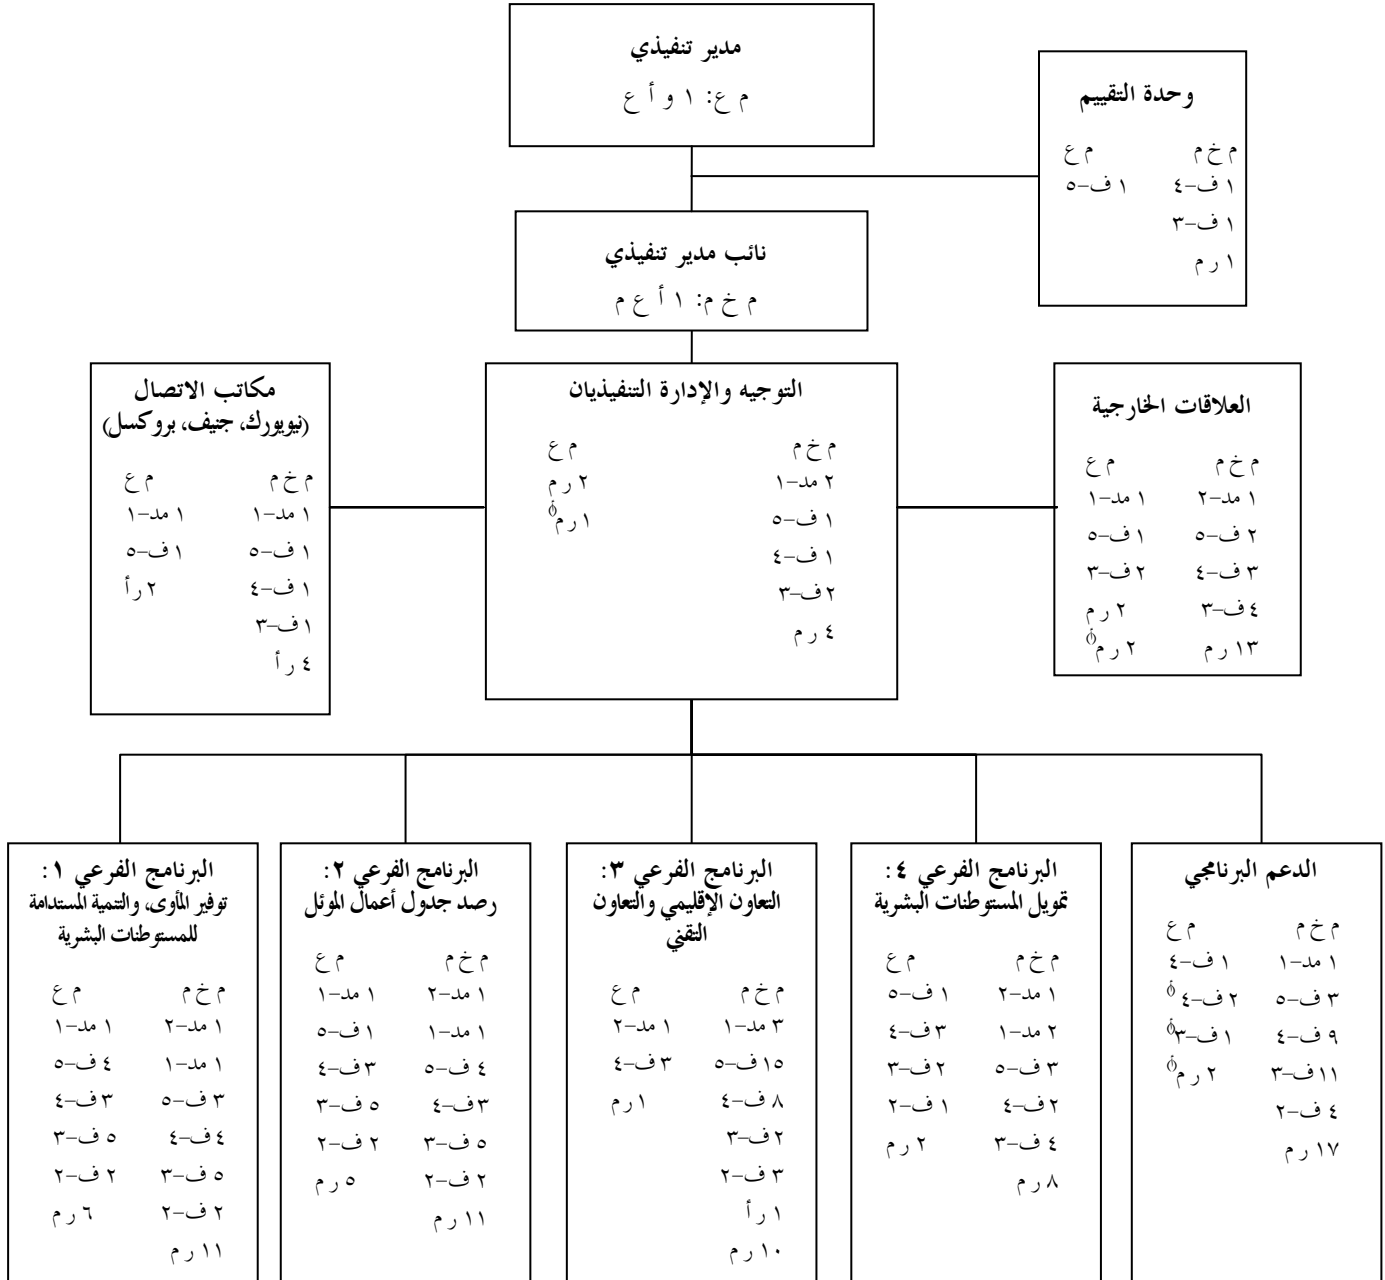 مدير تنفيذي
م ع: ١ و أ ع
وحدة التقييم
م خ م م ع
١ ف-٤ ١ ف-٥
١ ف-٣
١ ر م
نائب مدير تنفيذي
م خ م: ١ أ ع م
العلاقات الخارجية
م خ م م ع
١ مد-٢ ١ مد-١
٢ ف-٥ ١ ف-٥
٣ ف-٤ ٢ ف-٣
٤ ف-٣ ٢ ر م
١٣ ر م ٢ ر م(أ)
التوجيه والإدارة التنفيذيان
م خ م م ع
٢ مد-١ ٢ ر م
١ ف-٥ ١ ر م(أ)
١ ف-٤
٢ ف-٣
٤ ر م
مكاتب الاتصال
(نيويورك، جنيف، بروكسل)
م خ م م ع
١ مد-١ ١ مد-١
١ ف-٥ ١ ف-٥
١ ف-٤ ٢ ر أ
١ ف-٣
٤ ر أ
الدعم البرنامجي
م خ م م ع
١ مد-١ ١ ف-٤
٣ ف-٥ ٢ ف-٤ (أ)
٩ ف-٤ ١ ف-٣(أ)
١١ ف-٣ ٢ ر م(أ)
٤ ف-٢
١٧ ر م
البرنامج الفرعي ٤:
تمويل المستوطنات البشرية
م خ م م ع
١ مد-٢ ١ ف-٥
٢ مد-١ ٣ ف-٤
٣ ف-٥ ٢ ف-٣
٢ ف-٤ ١ ف-٢
٤ ف-٣ ٢ ر م
٨ ر م
البرنامج الفرعي ٣:
التعاون الإقليمي والتعاون
التقني
م خ م م ع
٣ مد-١ ١ مد-٢
١٥ ف-٥ ٣ ف-٤
٨ ف-٤ ١ ر م
٢ ف-٣
٣ ف-٢
١ ر أ
١٠ ر م
البرنامج الفرعي ٢:
رصد جدول أعمال الموئل
م خ م م ع
١ مد-٢ ١ مد-١
١ مد-١ ١ ف-٥
٤ ف-٥ ٣ ف-٤
٣ ف-٤ ٥ ف-٣
٥ ف-٣ ٢ ف-٢
٢ ف-٢ ٥ ر م
١١ ر م
البرنامج الفرعي ١:
توفير المأوى، والتنمية المستدامة
للمستوطنات البشرية
م خ م م ع
١ مد-٢ ١ مد-١
١ مد-١ ٤ ف-٥
٣ ف-٥ ٣ ف-٤
٤ ف-٤ ٥ ف-٣
٥ ف-٣ ٢ ف-٢
٢ ف-٢ ٦ ر م
١١ ر م